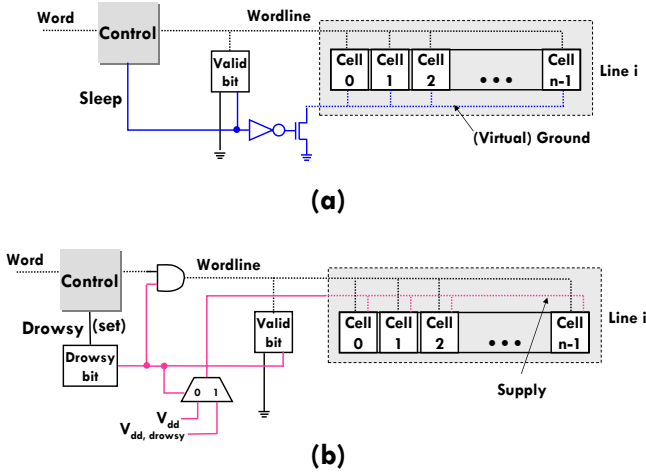 Word
Control
Wordline
Valid
bit
Cell
0
Cell
1
Cell
2
• • •
Cell
n-1
Line i
Sleep
(Virtual) Ground
(a)
Word
Control
Wordline
Drowsy (set)
Drowsy
bit
Valid
bit
Cell
0
Cell
1
Cell
2
• • •
Cell
n-1
Line i
0 1
Supply
Vdd
Vdd, drowsy
(b)